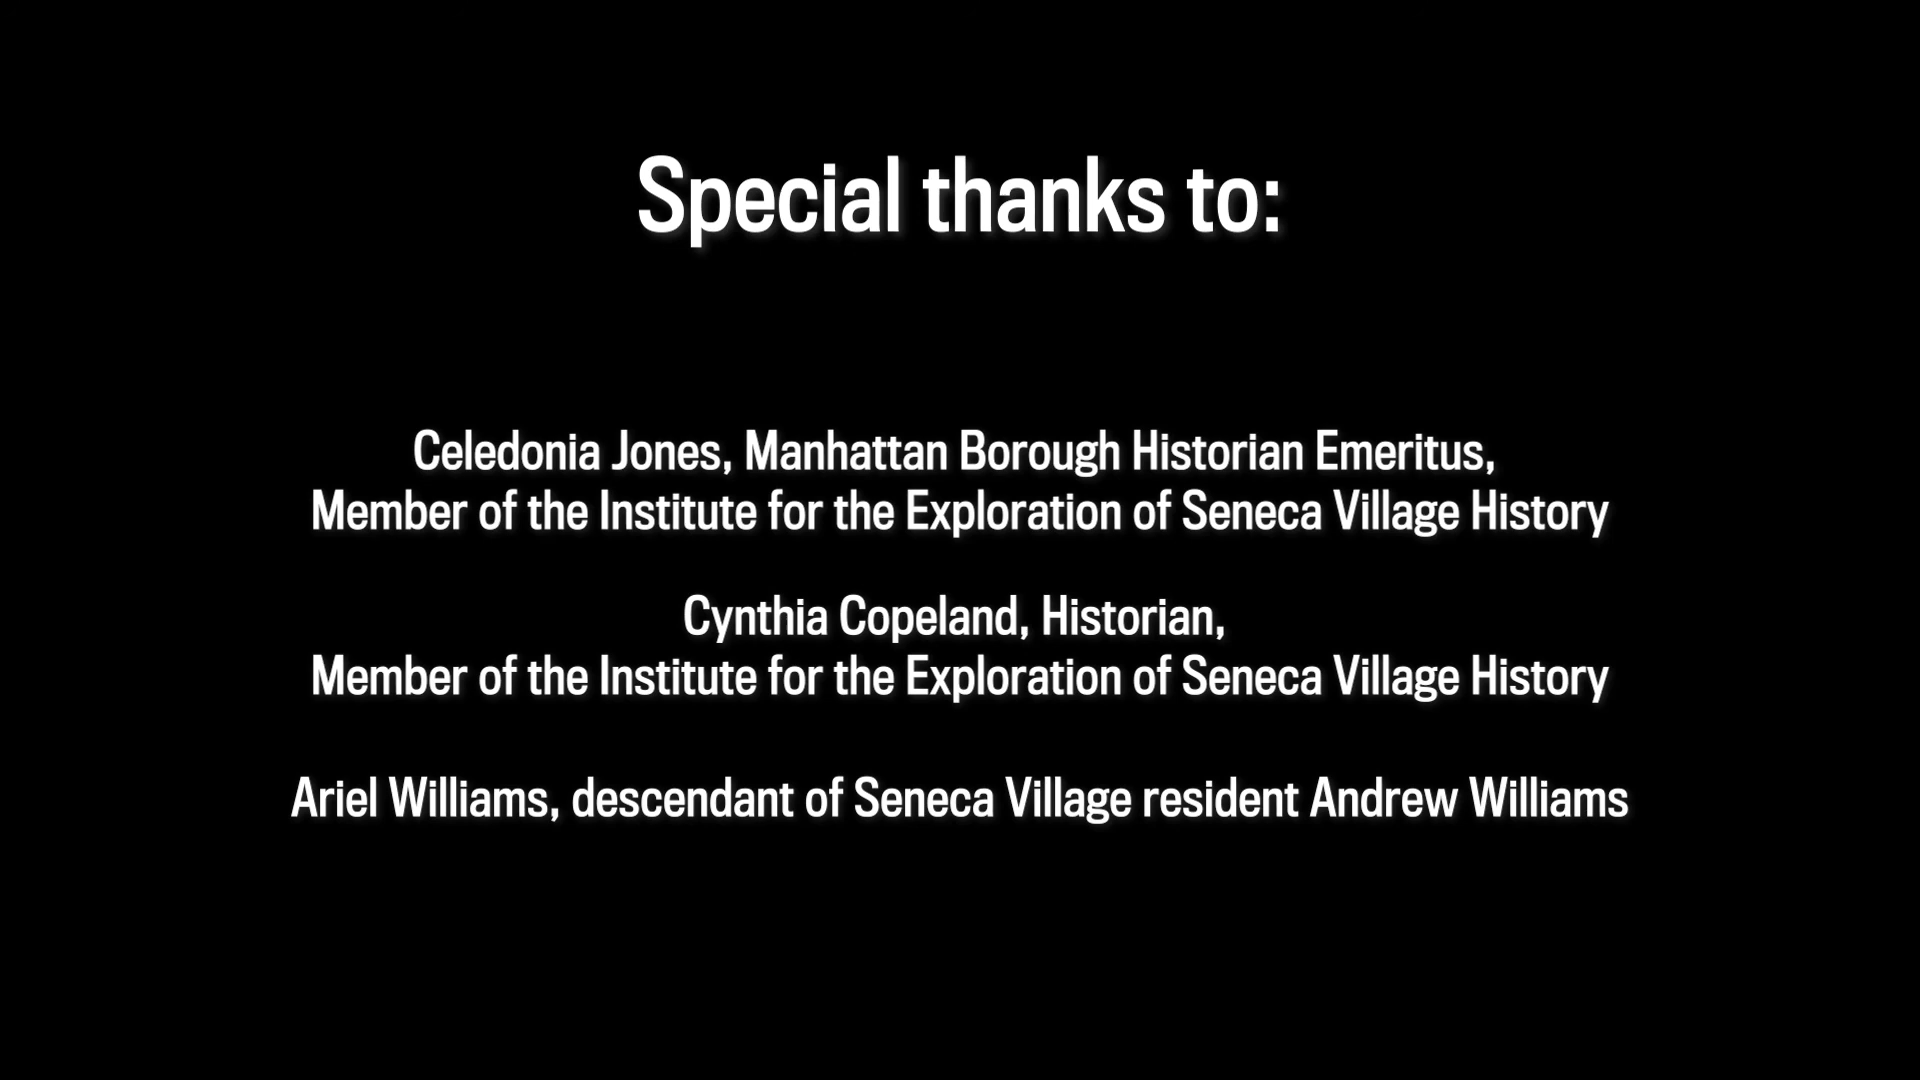 Special thanks to:
Celedonia Jones, Manhattan Borough Historian Emeritus,
Member of the Institute for the Exploration of Seneca Village History
Cynthia Copeland, Historian,
Member of the Institute for the Exploration of Seneca Village History
Ariel Williams, descendant of Seneca Village resident Andrew Williams